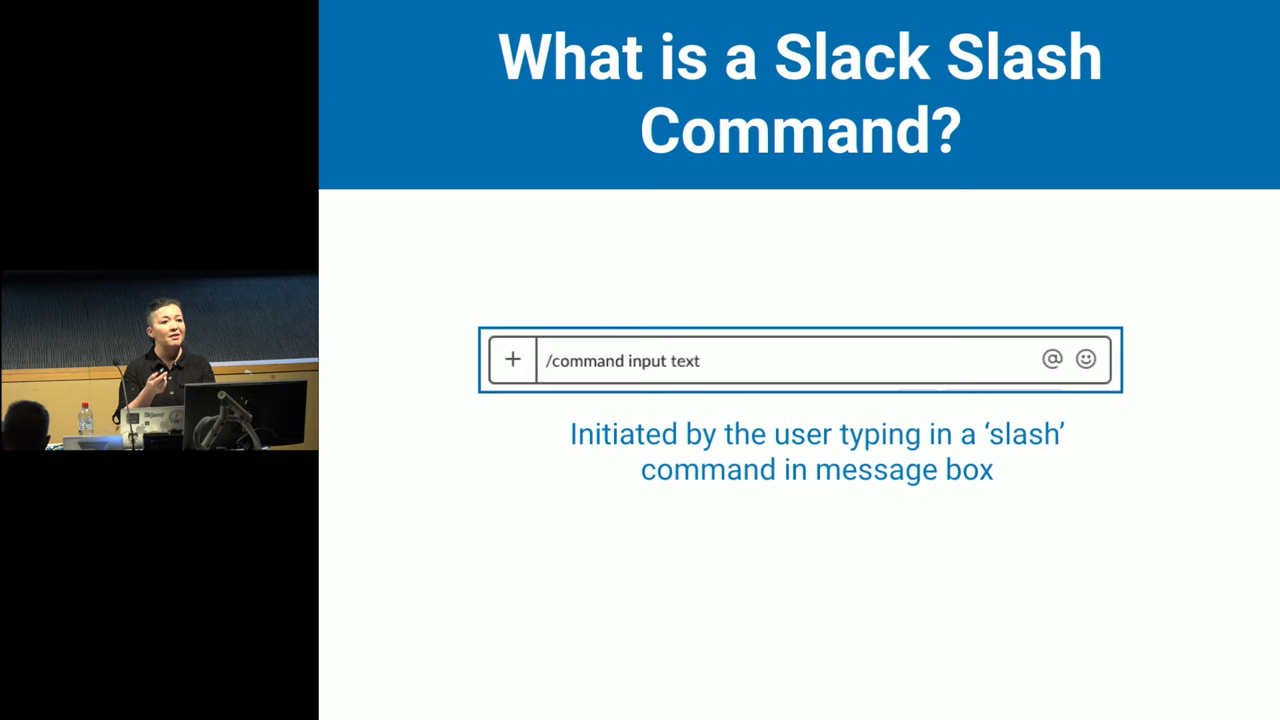 What is a Slack Slash
Command?
+ /command input text @
Initiated by the user typing in a ‘slash’
command in message box